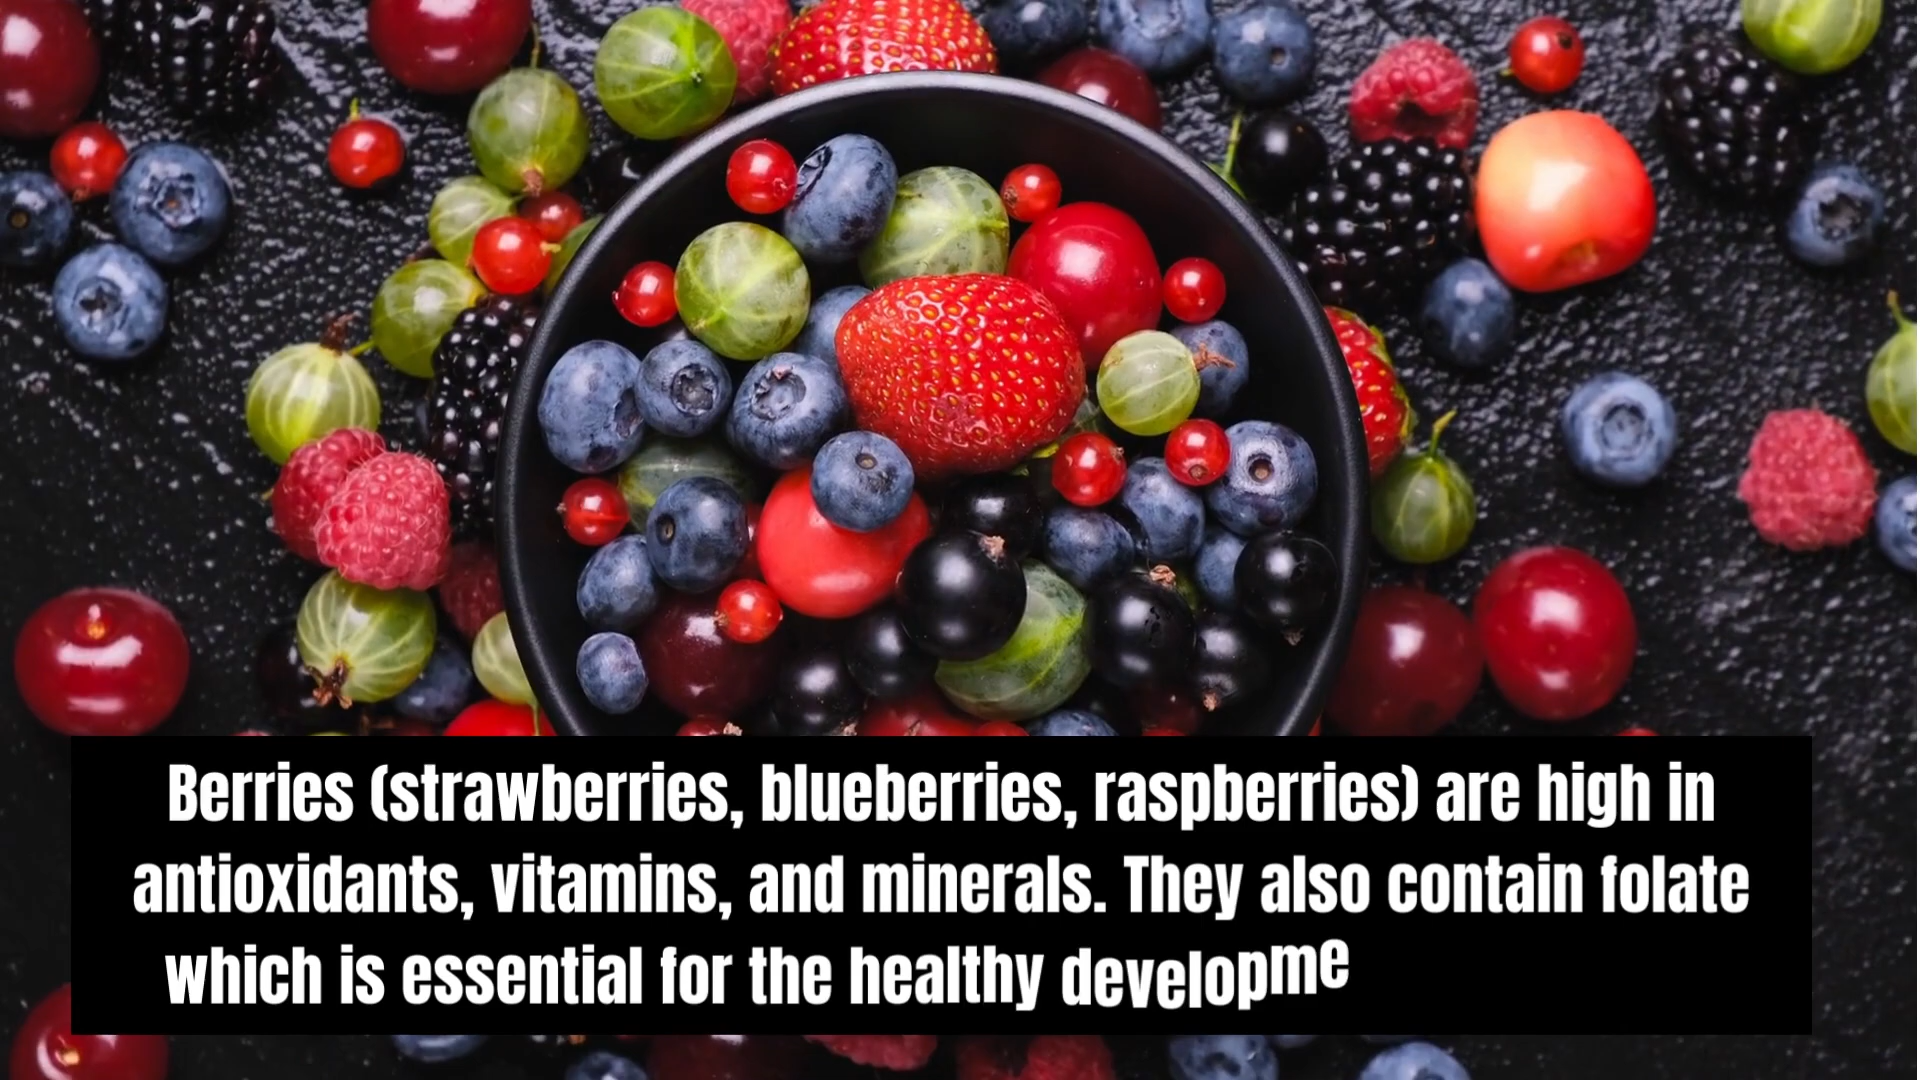 Berries (strawberries, blueberries, raspberries) are high in
antioxidants, vitamins, and minerals. They also contain folate
which is essential for the healthy developme